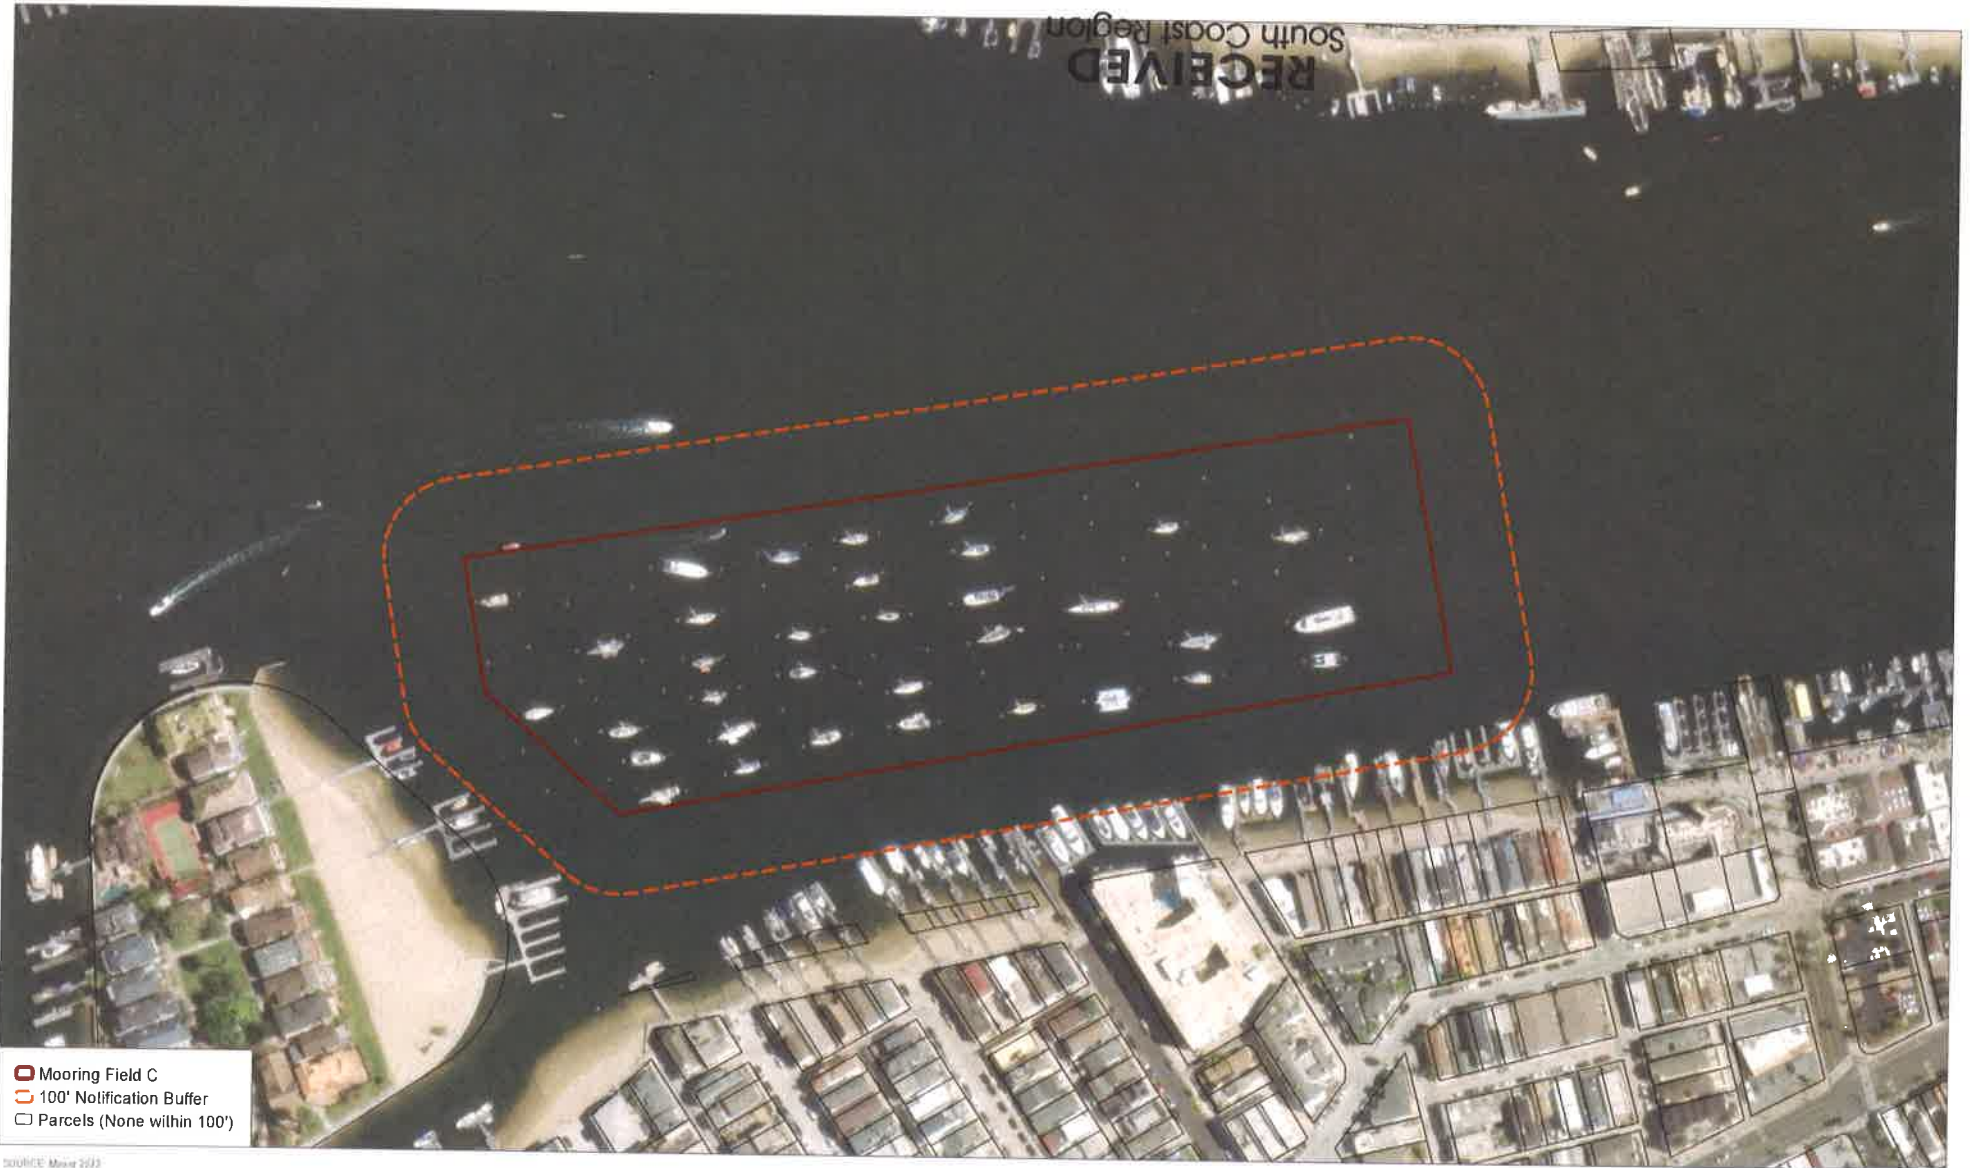 South Coast Region
RECEIVED
Mooring Field C
100' Notification Buffer
Parcels (None within 100')